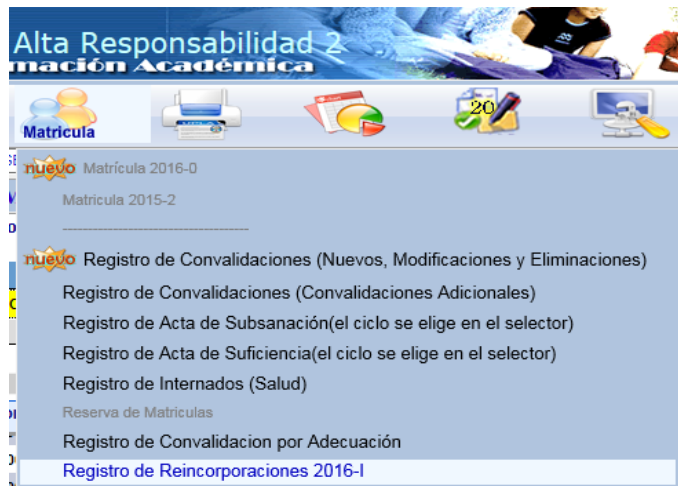 Alta Responsabilidad 2
mación Académica
20
Matricula
nuevo Matrícula 2016-0
Matricula 2015-2
------------------------------------
nuevo Registro de Convalidaciones (Nuevos, Modificaciones y Eliminaciones)
Registro de Convalidaciones (Convalidaciones Adicionales)
Registro de Acta de Subsanación(el ciclo se elige en el selector)
Registro de Acta de Suficiencia(el ciclo se elige en el selector)
Registro de Internados (Salud)
Reserva de Matriculas
Registro de Convalidacion por Adecuación
Registro de Reincorporaciones 2016-I